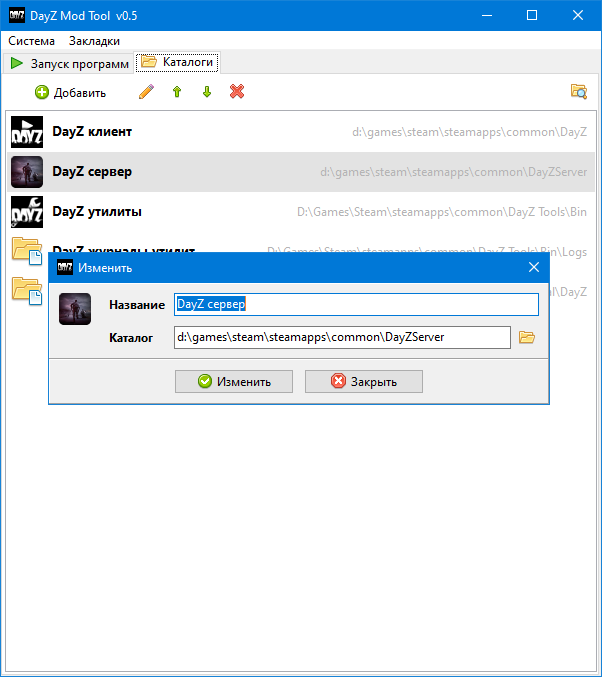 DayZ Mod Tool v0.5
Система Закладки
Запуск программ Каталоги
Добавить
DayZ клиент d:\games\steam\steamapps\common\DayZ
DayZ сервер d:\games\steam\steamapps\common\DayZServer
DayZ утилиты D:\Games\Steam\steamapps\common\DayZ Tools\Bin
DayZ журналы утилит D:\Games\Steam\steamapps\common\DayZ Tools\Bin\Logs
Изменить
\DayZ
Название DayZ сервер
Каталог d:\games\steam\steamapps\common\DayZServer
Изменить Закрыть